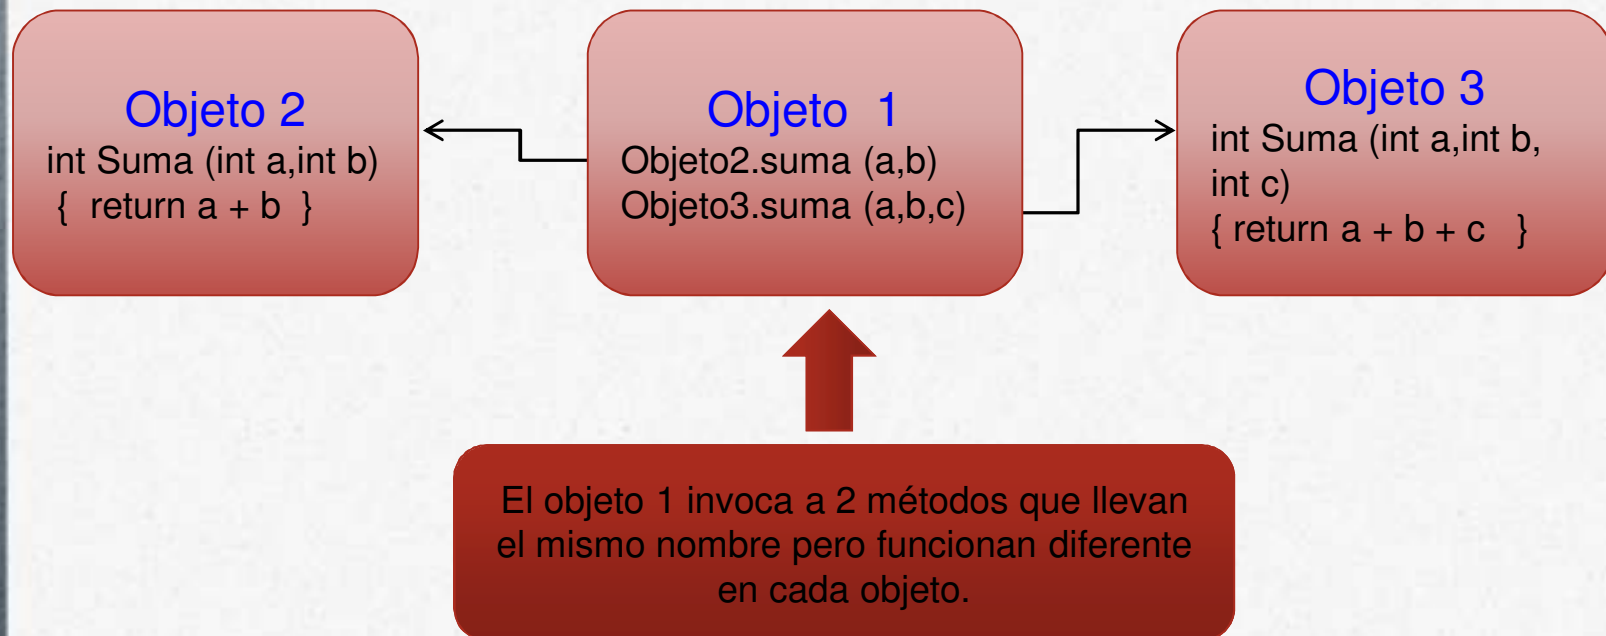 Objeto 2
int Suma (int a,int b)
{ return a + b }
Objeto 1
Objeto2.suma (a,b)
Objeto3.suma (a,b,c)
Objeto 3
int Suma (int a,int b,
int c)
{ return a + b + c }
El objeto 1 invoca a 2 métodos que llevan
el mismo nombre pero funcionan diferente
en cada objeto.